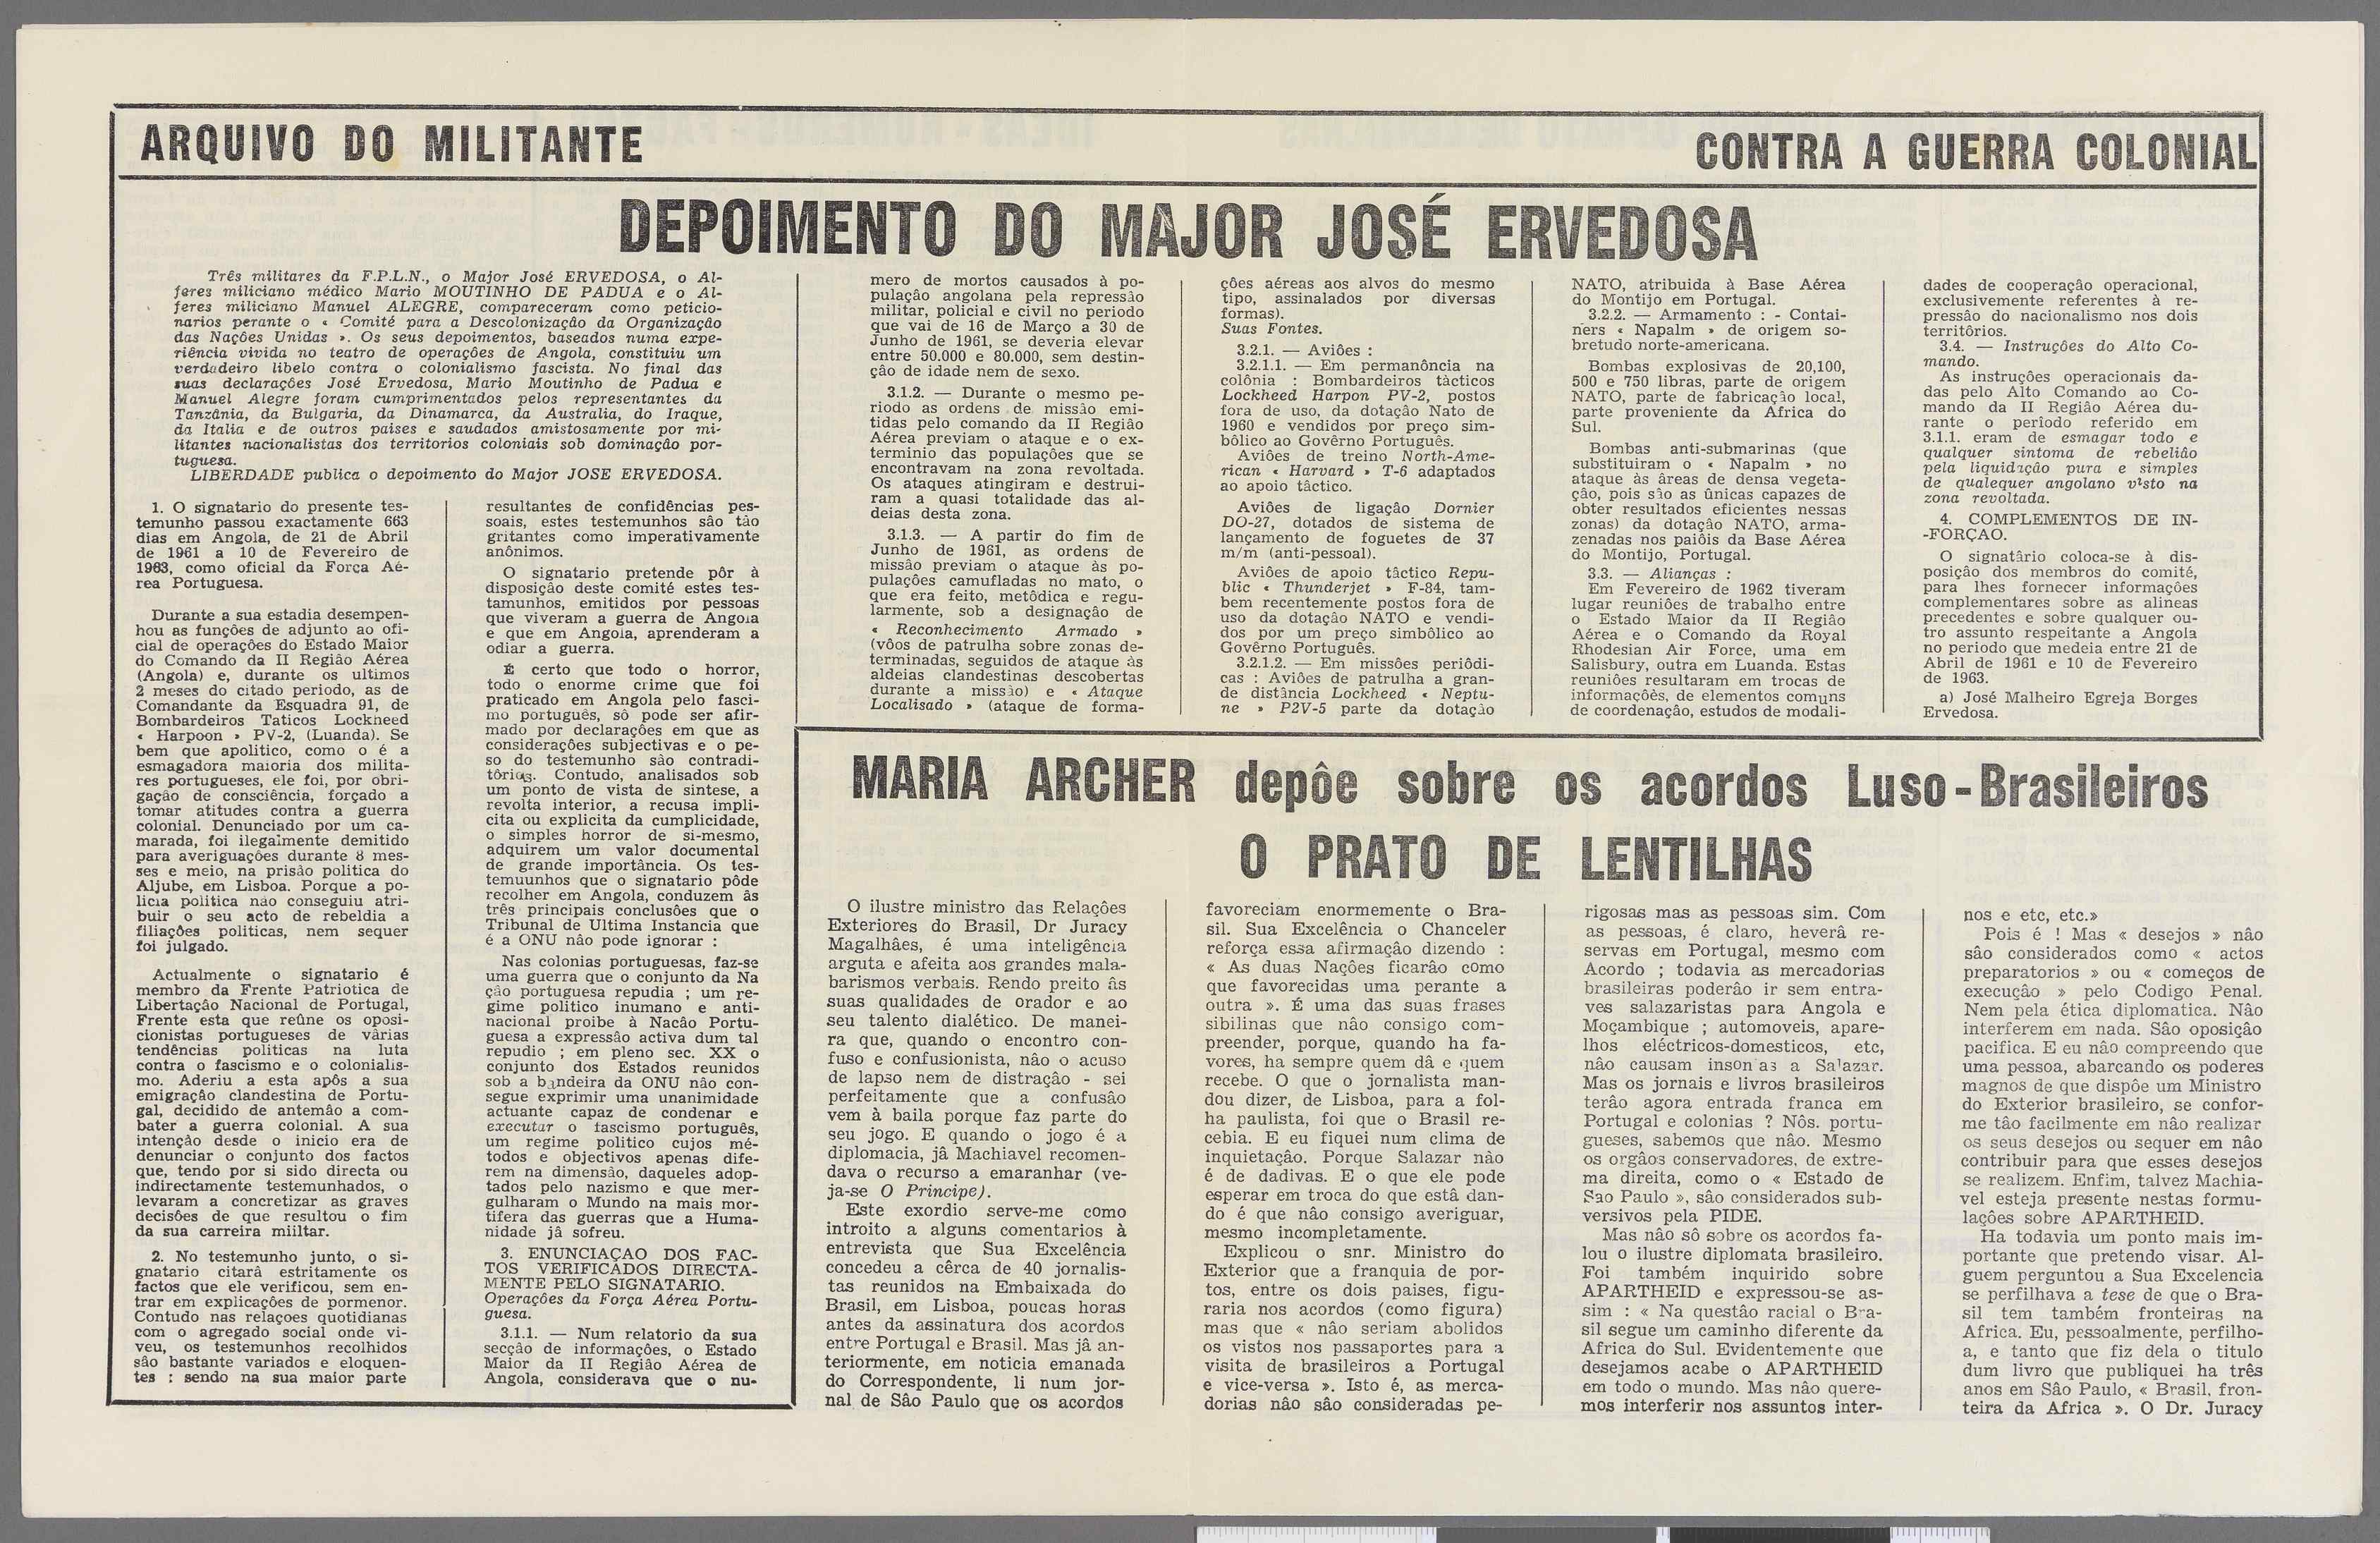 ARQUIVO DO MILITANTE
CONTRA A GUERRA COLONIAL
DEPOIMENTO DO MAJOR JOSÉ ERVEDOSA
Três militares da F.P.L.N., o Major José ERVEDOSA, o Al-
feres miliciano médico Mario MOUTINHO DE PADUA e o Al-
feres miliciano Manuel ALEGRE, compareceram como peticio-
narios perante o « Comité para a Descolonização da Organização
das Nações Unidas ». Os seus depoimentos, baseados numa expe-
riência vivida no teatro de operações de Angola, constituiu um
verdadeiro libelo contra o colonialismo fascista. No final das
suas declarações José Ervedosa, Mario Moutinho de Padua e
Manuel Alegre foram cumprimentados pelos representantes da
Tanzânia, da Bulgaria, da Dinamarca, da Australia, do Iraque,
da Italia e de outros paises e saudados amistosamente por mi-
litantes nacionalistas dos territorios coloniais sob dominação por-
tuguesa.
LIBERDADE publica o depoimento do Major JOSE ERVEDOSA.
1. O signatario do presente tes-
temunho passou exactamente 663
dias em Angola, de 21 de Abril
de 1961 a 10 de Fevereiro de
1963, como oficial da Força Aé-
rea Portuguesa.
Durante a sua estadia desempen-
hou as funções de adjunto ao ofi-
cial de operações do Estado Maior
do Comando da II Região Aérea
(Angola) e, durante os ultimos
2 meses do citado periodo, as de
Comandante da Esquadra 91, de
Bombardeiros Taticos Lockneed
« Harpoon » PV-2, (Luanda). Se
bem que apolitico, como o é a
esmagadora maioria dos milita-
res portugueses, ele foi, por obri-
gação de consciência, forçado a
tomar atitudes contra a guerra
colonial. Denunciado por um ca-
marada, foi ilegalmente demitido
para averiguações durante 8 mes-
ses e meio, na prisão politica do
Aljube, em Lisboa. Porque a po-
licia politica não conseguiu atri-
buir o seu acto de rebeldia a
filiações politicas, nem sequer
foi julgado.
Actualmente o signatario é
membro da Frente Patriotica de
Libertação Nacional de Portugal,
Frente esta que reûne os oposi-
cionistas portugueses de vârias
tendências politicas na luta
contra o fascismo e o colonialis-
mo. Aderiu a esta apôs a sua
emigração clandestina de Portu-
gal, decidido de antemâo a com-
bater a guerra colonial. A sua
intenção desde o inicio era de
denunciar o conjunto dos factos
que, tendo por si sido directa ou
indirectamente testemunhados, o
levaram a concretizar as graves
decisôes de que resultou o fim
da sua carreira miiltar.
2. No testemunho junto, o si-
gnatario citarâ estritamente os
factos que ele verificou, sem en-
trar em explicações de pormenor.
Contudo nas relaçoes quotidianas
com o agregado social onde vi-
veu, os testemunhos recolhidos
sâo bastante variados e eloquen-
tes : sendo na sua maior parte
resultantes de confidências pes-
soais, estes testemunhos sâo tão
gritantes como imperativamente
anônimos.
O signatario pretende pôr à
disposiçâo deste comité estes tes-
tamunhos, emitidos por pessoas
que viveram a guerra de Angola
e que em Angola, aprenderam a
odiar a guerra.
É certo que todo o horror,
todo o enorme crime que foi
praticado em Angola pelo fasci-
mo português, sô pode ser afir-
mado por declarações em que as
considerações subjectivas e o pe-
so do testemunho são contradi-
tôrios. Contudo, analisados sob
um ponto de vista de sintese, a
revolta interior, a recusa impli-
cita ou explicita da cumplicidade,
o simples horror de si-mesmo,
adquirem um valor documental
de grande importância. Os tes-
temuunhos que o signatario pôde
recolher em Angola, conduzem âs
três principais conclusôes que o
Tribunal de Ultima Instancia que
é a ONU nâo pode ignorar :
Nas colonias portuguesas, faz-se
uma guerra que o conjunto da Na
ção portuguesa repudia ; um re-
gime politico inumano e anti-
nacional proibe à Nacâo Portu-
guesa a expressâo activa dum tal
repudio ; em pleno sec. XX o
conjunto dos Estados reunidos
sob a bandeira da ONU nâo con-
segue exprimir uma unanimidade
actuante capaz de condenar e
executar o fascismo português,
um regime politico cujos mé-
todos e objectivos apenas dife-
rem na dimensâo, daqueles adop-
tados pelo nazismo e que mer-
gulharam o Mundo na mais mor-
tifera das guerras que a Huma-
nidade jâ sofreu.
3. ENUNCIAÇAO DOS FAC-
TOS VERIFICADOS DIRECTA-
MENTE PELO SIGNATARIO.
Operações da Força Aérea Portu-
guesa.
3.1.1. — Num relatorio da sua
secção de informações, o Estado
Maior da II Região Aérea de
Angola, considerava que o nu-
mero de mortos causados à po-
pulação angolana pela repressão
militar, policial e civil no periodo
que vai de 16 de Março a 30 de
Junho de 1961, se deveria elevar
entre 50.000 e 80.000, sem destin-
ção de idade nem de sexo.
3.1.2. — Durante o mesmo pe-
riodo as ordens de missão emi-
tidas pelo comando da II Região
Aérea previam o ataque e o ex-
terminio das populações que se
encontravam na zona revoltada.
Os ataques atingiram e destrui-
ram a quasi totalidade das al-
deias desta zona.
3.1.3. — A partir do fim de
Junho de 1961, as ordens de
missão previam o ataque às po-
pulações camufladas no mato, o
que era feito, metôdica e regu-
larmente, sob a designação de
« Reconhecimento Armado »
(vôos de patrulha sobre zonas de-
terminadas, seguidos de ataque às
aldeias clandestinas descobertas
durante a missão) e « Ataque
Localisado » (ataque de forma-
ções aéreas aos alvos do mesmo
tipo, assinalados por diversas
formas).
Suas Fontes.
3.2.1. — Aviões :
3.2.1.1. — Em permanência na
colônia : Bombardeiros tàcticos
Lockheed Harpon PV-2, postos
fora de uso, da dotação Nato de
1960 e vendidos por preço sim-
bôlico ao Govêrno Português.
Aviões de treino North-Ame-
rican « Harvard » T-6 adaptados
ao apoio tâctico.
Aviões de ligação Dornier
DO-27, dotados de sistema de
lançamento de foguetes de 37
m/m (anti-pessoal).
Aviões de apoio tâctico Repu-
blic « Thunderjet » F-84, tam-
bem recentemente postos fora de
uso da dotação NATO e vendi-
dos por um preço simbôlico ao
Govêrno Português.
3.2.1.2. — Em missôes periôdi-
cas : Aviões de patrulha a gran-
de distância Lockheed « Neptu-
ne » P2V-5 parte da dotação
NATO, atribuida à Base Aérea
do Montijo em Portugal.
3.2.2. — Armamento : - Contai-
ners « Napalm » de origem so-
bretudo norte-americana.
Bombas explosivas de 20,100,
500 e 750 libras, parte de origem
NATO, parte de fabricação local,
parte proveniente da Africa do
Sul.
Bombas anti-submarinas (que
substituiram o « Napalm » no
ataque às âreas de densa vegeta-
ção, pois são as ûnicas capazes de
obter resultados eficientes nessas
zonas) da dotação NATO, arma-
zenadas nos paiôis da Base Aérea
do Montijo, Portugal.
3.3. — Alianças :
Em Fevereiro de 1962 tiveram
lugar reuniões de trabalho entre
o Estado Maior da II Região
Aérea e o Comando da Royal
Rhodesian Air Force, uma em
Salisbury, outra em Luanda. Estas
reuniões resultaram em trocas de
informaçôes, de elementos comuns
de coordenação, estudos de modali-
dades de cooperação operacional,
exclusivamente referentes à re-
pressão do nacionalismo nos dois
territôrios.
3.4. — Instruções do Alto Co-
mando.
As instruções operacionais da-
das pelo Alto Comando ao Co-
mando da II Região Aérea du-
rante o periodo referido em
3.1.1. eram de esmagar todo e
qualquer sintoma de rebeliâo
pela liquidação pura e simples
de qualequer angolano visto na
zona revoltada.
4. COMPLEMENTOS DE IN-
-FORÇAO.
O signatârio coloca-se à dis-
posição dos membros do comité,
para lhes fornecer informações
complementares sobre as alineas
precedentes e sobre qualquer ou-
tro assunto respeitante a Angola
no periodo que medeia entre 21 de
Abril de 1961 e 10 de Fevereiro
de 1963.
a) José Malheiro Egreja Borges
Ervedosa.
MARIA ARCHER depôe sobre os acordos Luso-Brasileiros
O PRATO DE LENTILHAS
O ilustre ministro das Relações
Exteriores do Brasil, Dr Juracy
Magalhâes, é uma inteligência
arguta e afeita aos grandes mala-
barismos verbais. Rendo preito âs
suas qualidades de orador e ao
seu talento dialético. De manei-
ra que, quando o encontro con-
fuso e confusionista, nâo o acuso
de lapso nem de distração - sei
perfeitamente que a confusâo
vem à baila porque faz parte do
seu jogo. E quando o jogo é a
diplomacia, jâ Machiavel recomen-
dava o recurso a emaranhar (ve-
ja-se O Principe).
Este exordio serve-me como
introito a alguns comentarios à
entrevista que Sua Excelência
concedeu a cêrca de 40 jornalis-
tas reunidos na Embaixada do
Brasil, em Lisboa, poucas horas
antes da assinatura dos acordos
entre Portugal e Brasil. Mas jâ an-
teriormente, em noticia emanada
do Correspondente, li num jor-
nal de Sâo Paulo que os acordos
favoreciam enormemente o Bra-
sil. Sua Excelência o Chanceler
reforça essa afirmação dizendo :
« As duas Nações ficarâo como
que favorecidas uma perante a
outra ». É uma das suas frases
sibilinas que nâo consigo com-
preender, porque, quando ha fa-
vores, ha sempre quem dâ e quem
recebe. O que o jornalista man-
dou dizer, de Lisboa, para a fol-
ha paulista, foi que o Brasil re-
cebia. E eu fiquei num clima de
inquietação. Porque Salazar não
é de dadivas. E o que ele pode
esperar em troca do que estâ dan-
do é que nâo consigo averiguar,
mesmo incompletamente.
Explicou o snr. Ministro do
Exterior que a franquia de por-
tos, entre os dois paises, figu-
raria nos acordos (como figura)
mas que « nâo seriam abolidos
os vistos nos passaportes para a
visita de brasileiros a Portugal
e vice-versa ». Isto é, as merca-
dorias nâo sâo consideradas pe-
rigosas mas as pessoas sim. Com
as pessoas, é claro, heverâ re-
servas em Portugal, mesmo com
Acordo ; todavia as mercadorias
brasileiras poderâo ir sem entra-
ves salazaristas para Angola e
Moçambique ; automoveis, apare-
lhos eléctricos-domesticos, etc,
nâo causam insonias a Salazar.
Mas os jornais e livros brasileiros
terâo agora entrada franca em
Portugal e colonias ? Nôs. portu-
gueses, sabemos que nâo. Mesmo
os orgâos conservadores, de extre-
ma direita, como o « Estado de
Sao Paulo », sâo considerados sub-
versivos pela PIDE.
Mas nâo sô sobre os acordos fa-
lou o ilustre diplomata brasileiro.
Foi também inquirido sobre
APARTHEID e expressou-se as-
sim : « Na questâo racial o Bra-
sil segue um caminho diferente da
Africa do Sul. Evidentemente que
desejamos acabe o APARTHEID
em todo o mundo. Mas nâo quere-
mos interferir nos assuntos inter-
nos e etc, etc.»
Pois é ! Mas « desejos » nâo
sâo considerados como « actos
preparatorios » ou « começos de
execuçâo » pelo Codigo Penal.
Nem pela ética diplomatica. Nâo
interferem em nada. Sâo oposiçâo
pacifica. E eu nâo compreendo que
uma pessoa, abarcando os poderes
magnos de que dispôe um Ministro
do Exterior brasileiro, se confor-
me tâo facilmente em nâo realizar
os seus desejos ou sequer em nâo
contribuir para que esses desejos
se realizem. Enfim, talvez Machia-
vel esteja presente nestas formu-
lações sobre APARTHEID.
Ha todavia um ponto mais im-
portante que pretendo visar. Al-
guem perguntou a Sua Excelencia
se perfilhava a tese de que o Bra-
sil tem também fronteiras na
Africa. Eu, pessoalmente, perfilho-
a, e tanto que fiz dela o titulo
dum livro que publiquei ha três
anos em Sâo Paulo, « Brasil, fron-
teira da Africa ». O Dr. Juracy